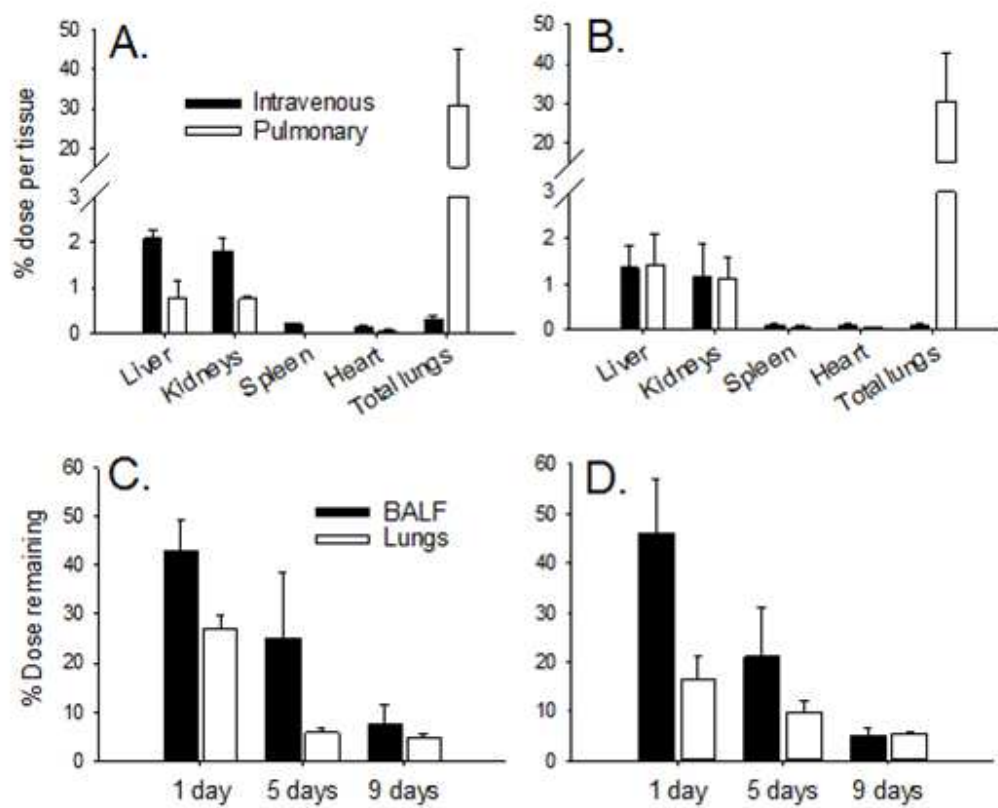 A.
B.
Intravenous
Pulmonary
% dose per tissue
50
40
30
20
3
2
1
0
Liver
Kidneys
Spleen
Heart
Total lungs
50
40
30
20
3
2
1
0
Liver
Kidneys
Spleen
Heart
Total lungs
C.
D.
BALF
Lungs
% Dose remaining
60
50
40
30
20
10
0
1 day
5 days
9 days
60
50
40
30
20
10
0
1 day
5 days
9 days